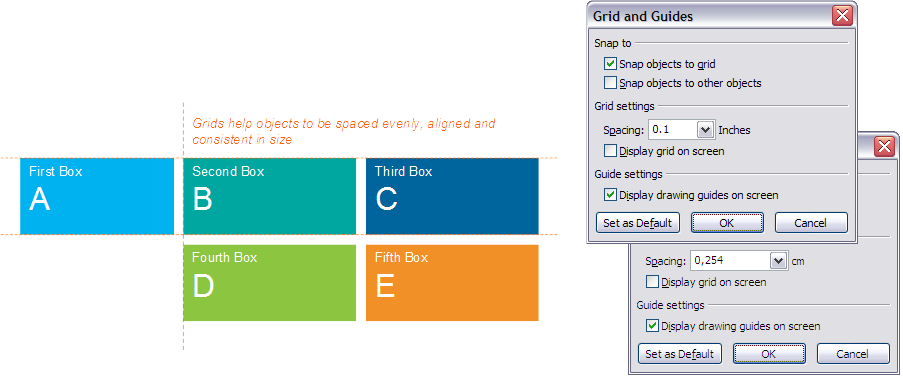 Grids help objects to be spaced evenly, aligned and
consistent in size
First Box
A
Second Box
B
Third Box
C
Fourth Box
D
Fifth Box
E
Grid and Guides
Snap to
Snap objects to grid
Snap objects to other objects
Grid settings
Spacing: 0.1 Inches
Display grid on screen
Guide settings
Display drawing guides on screen
Set as Default OK Cancel
Spacing: 0,254 cm
Display grid on screen
Guide settings
Display drawing guides on screen
Set as Default OK Cancel